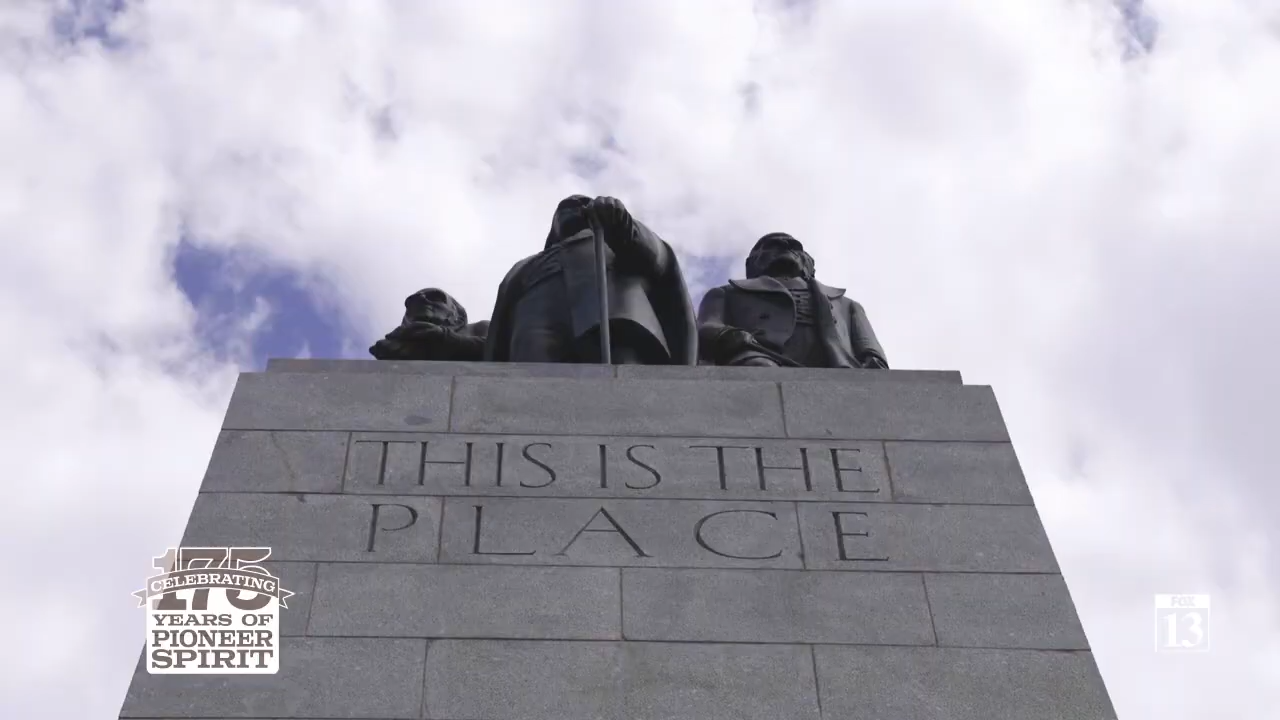 THIS IS THE
PLACE
175
CELEBRATING
YEARS OF
PIONEER
SPIRIT
FOX
13